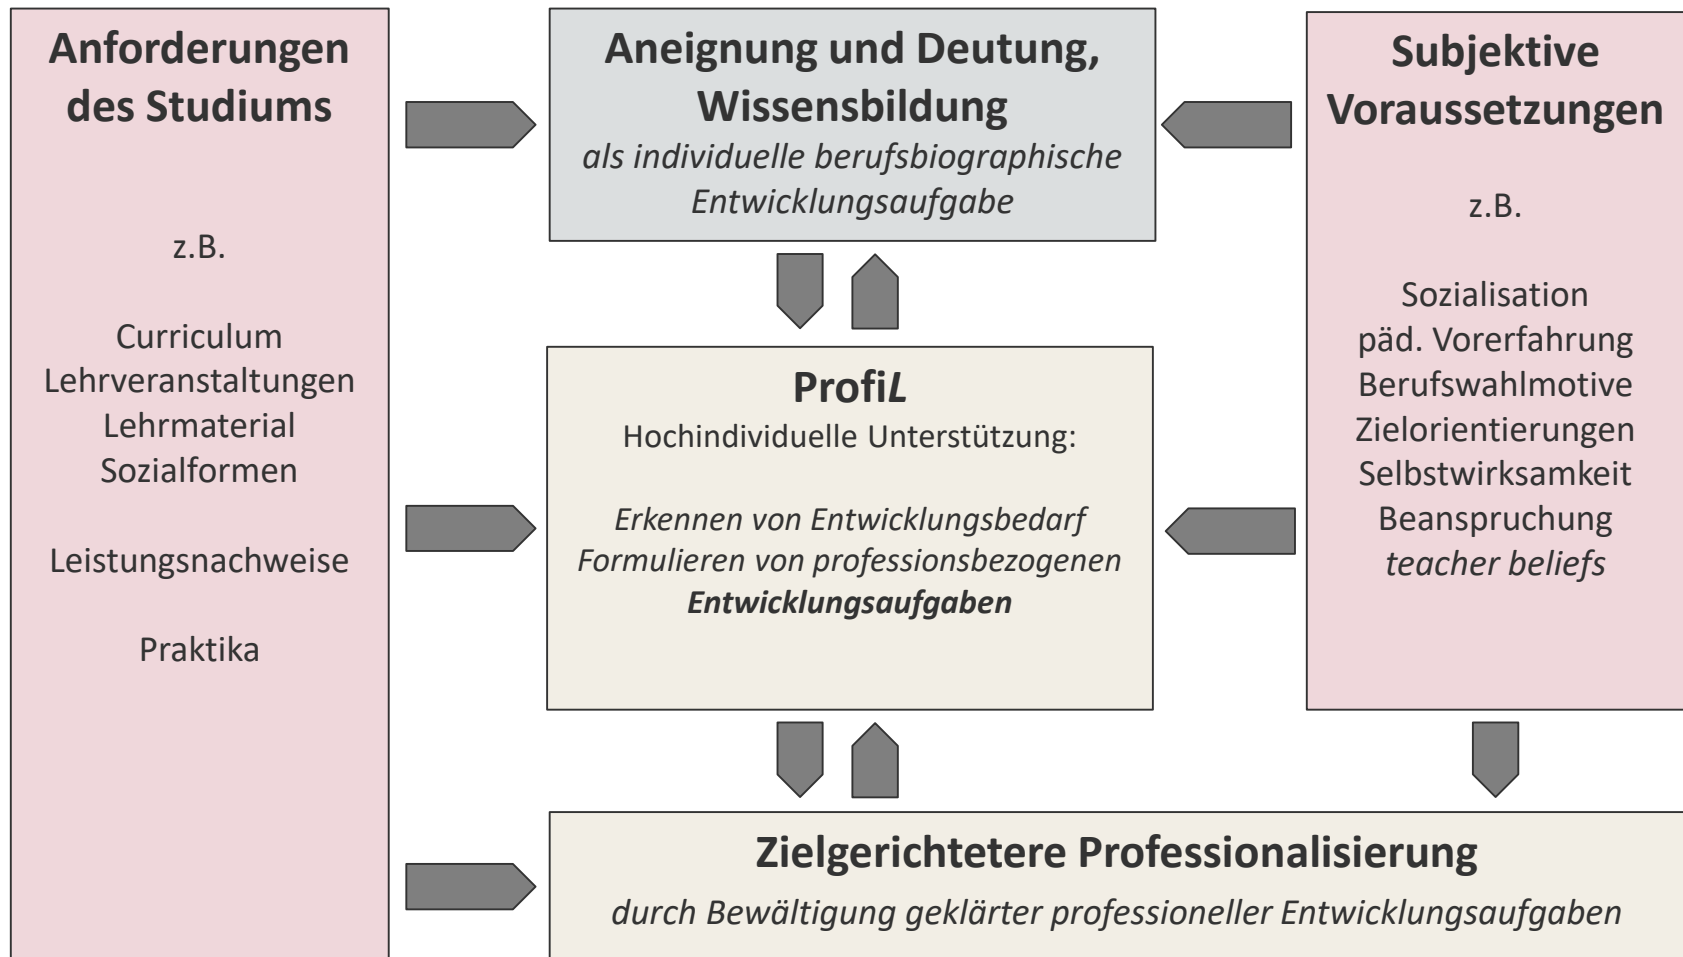 Anforderungen
des Studiums
z.B.
Curriculum
Lehrveranstaltungen
Lehrmaterial
Sozialformen
Leistungsnachweise
Praktika
Aneignung und Deutung,
Wissensbildung
als individuelle berufsbiographische
Entwicklungsaufgabe
ProfiL
Hochindividuelle Unterstützung:
Erkennen von Entwicklungsbedarf
Formulieren von professionsbezogenen
Entwicklungsaufgaben
Subjektive
Voraussetzungen
z.B.
Sozialisation
päd. Vorerfahrung
Berufswahlmotive
Zielorientierungen
Selbstwirksamkeit
Beanspruchung
teacher beliefs
Zielgerichtetere Professionalisierung
durch Bewältigung geklärter professioneller Entwicklungsaufgaben